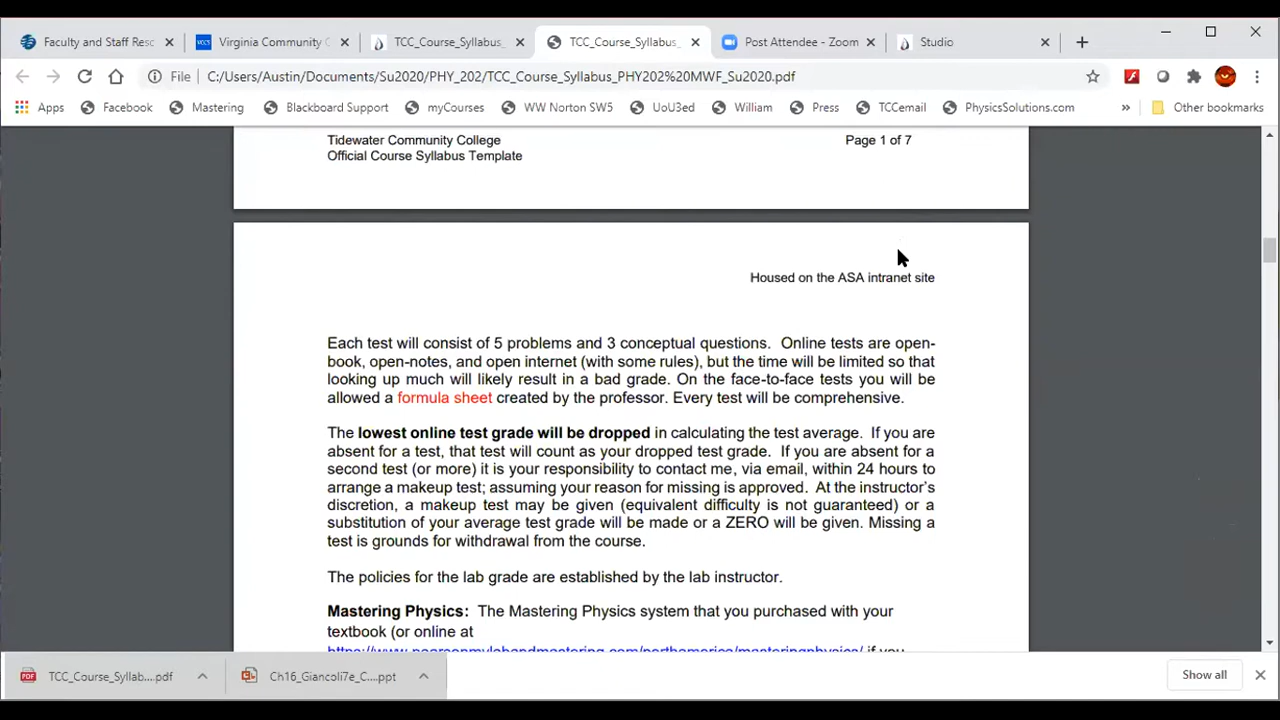 Faculty and Staff Resc
Virginia Community C
TCC_Course_Syllabus_
TCC_Course_Syllabus_
Post Attendee - Zoom
Studio
File
C:/Users/Austin/Documents/Su2020/PHY_202/TCC_Course_Syllabus_PHY202%20MWF_Su2020.pdf
Apps
Facebook
Mastering
Blackboard Support
myCourses
WW Norton SW5
UoU3ed
William
Press
TCCemail
PhysicsSolutions.com
»
Other bookmarks
Tidewater Community College
Page 1 of 7
Official Course Syllabus Template
Housed on the ASA intranet site
Each test will consist of 5 problems and 3 conceptual questions. Online tests are open-
book, open-notes, and open internet (with some rules), but the time will be limited so that
looking up much will likely result in a bad grade. On the face-to-face tests you will be
allowed a formula sheet created by the professor. Every test will be comprehensive.
The lowest online test grade will be dropped in calculating the test average. If you are
absent for a test, that test will count as your dropped test grade. If you are absent for a
second test (or more) it is your responsibility to contact me, via email, within 24 hours to
arrange a makeup test; assuming your reason for missing is approved. At the instructor's
discretion, a makeup test may be given (equivalent difficulty is not guaranteed) or a
substitution of your average test grade will be made or a ZERO will be given. Missing a
test is grounds for withdrawal from the course.
The policies for the lab grade are established by the lab instructor.
Mastering Physics: The Mastering Physics system that you purchased with your
textbook (or online at
https://www.pearsonmylabandmastering.com/northamerica/masteringphysics/ if you
TCC_Course_Syllab....pdf
Ch16_Giancoli7e_C....ppt
Show all